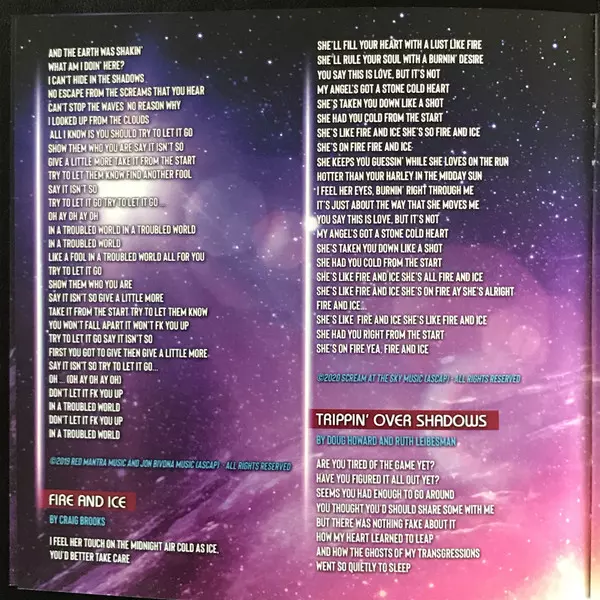 AND THE EARTH WAS SHAKIN'
WHAT AM I DOIN' HERE?
I CAN'T HIDE IN THE SHADOWS
NO ESCAPE FROM THE SCREAMS THAT YOU HEAR
CAN'T STOP THE WAVES NO REASON WHY
I LOOKED UP FROM THE CLOUDS
ALL I KNOW IS YOU SHOULD TRY TO LET IT GO
SHOW THEM WHO YOU ARE SAY IT ISN'T SO
GIVE A LITTLE MORE TAKE IT FROM THE START
TRY TO LET THEM KNOW FIND ANOTHER FOOL
SAY IT ISN'T SO
TRY TO LET IT GO TRY TO LET IT GO ...
OH AY OH AY OH
IN A TROUBLED WORLD IN A TROUBLED WORLD
IN A TROUBLED WORLD
LIKE A FOOL IN A TROUBLED WORLD ALL FOR YOU
TRY TO LET IT GO
SHOW THEM WHO YOU ARE
SAY IT ISN'T SO GIVE A LITTLE MORE
TAKE IT FROM THE START TRY TO LET THEM KNOW
YOU WON'T FALL APART IT WON'T FK YOU UP
TRY TO LET IT GO SAY IT ISN'T SO
FIRST YOU GOT TO GIVE THEN GIVE A LITTLE MORE
SAY IT ISN'T SO TRY TO LET IT GO...
OH ... (OH AY OH AY OH)
DON'T LET IT FK YOU UP
IN A TROUBLED WORLD
DON'T LET IT FK YOU UP
IN A TROUBLED WORLD
©2019 RED MANTRA MUSIC AND JON BIVONA MUSIC (ASCAP) - ALL RIGHTS RESERVED
FIRE AND ICE
BY CRAIG BROOKS
I FEEL HER TOUCH ON THE MIDNIGHT AIR COLD AS ICE,
YOU'D BETTER TAKE CARE
SHE'LL FILL YOUR HEART WITH A LUST LIKE FIRE
SHE'LL RULE YOUR SOUL WITH A BURNIN' DESIRE
YOU SAY THIS IS LOVE, BUT IT'S NOT
MY ANGEL'S GOT A STONE COLD HEART
SHE'S TAKEN YOU DOWN LIKE A SHOT
SHE HAD YOU COLD FROM THE START
SHE'S LIKE FIRE AND ICE SHE'S SO FIRE AND ICE
SHE'S ON FIRE FIRE AND ICE
SHE KEEPS YOU GUESSIN' WHILE SHE LOVES ON THE RUN
HOTTER THAN YOUR HARLEY IN THE MIDDAY SUN
I FEEL HER EYES, BURNIN' RIGHT THROUGH ME
IT'S JUST ABOUT THE WAY THAT SHE MOVES ME
YOU SAY THIS IS LOVE, BUT IT'S NOT
MY ANGEL'S GOT A STONE COLD HEART
SHE'S TAKEN YOU DOWN LIKE A SHOT
SHE HAD YOU COLD FROM THE START
SHE'S LIKE FIRE AND ICE SHE'S ALL FIRE AND ICE
SHE'S LIKE FIRE AND ICE SHE'S ON FIRE AY SHE'S ALRIGHT
FIRE AND ICE...
SHE'S LIKE FIRE AND ICE SHE'S LIKE FIRE AND ICE
SHE HAD YOU RIGHT FROM THE START
SHE'S ON FIRE YEA, FIRE AND ICE
©2020 SCREAM AT THE SKY MUSIC (ASCAP) - ALL RIGHTS RESERVED
TRIPPIN' OVER SHADOWS
BY DOUG HOWARD AND RUTH LEIBESMAN
ARE YOU TIRED OF THE GAME YET?
HAVE YOU FIGURED IT ALL OUT YET?
SEEMS YOU HAD ENOUGH TO GO AROUND
YOU THOUGHT YOU'D SHOULD SHARE SOME WITH ME
BUT THERE WAS NOTHING FAKE ABOUT IT
HOW MY HEART LEARNED TO LEAP
AND HOW THE GHOSTS OF MY TRANSGRESSIONS
WENT SO QUIETLY TO SLEEP